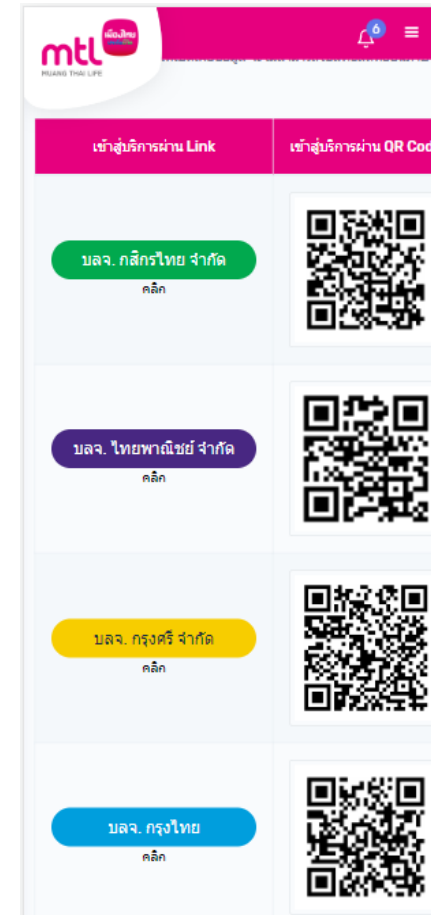 mtl
เมืองไทย
MUANG THAI LIFE
6
เข้าสู่บริการผ่าน Link
เข้าสู่บริการผ่าน QR Cod
บลจ. กสิกรไทย จำกัด
คลิก
บลจ. ไทยพาณิชย์ จำกัด
คลิก
บลจ. กรุงศรี จำกัด
คลิก
บลจ. กรุงไทย
คลิก